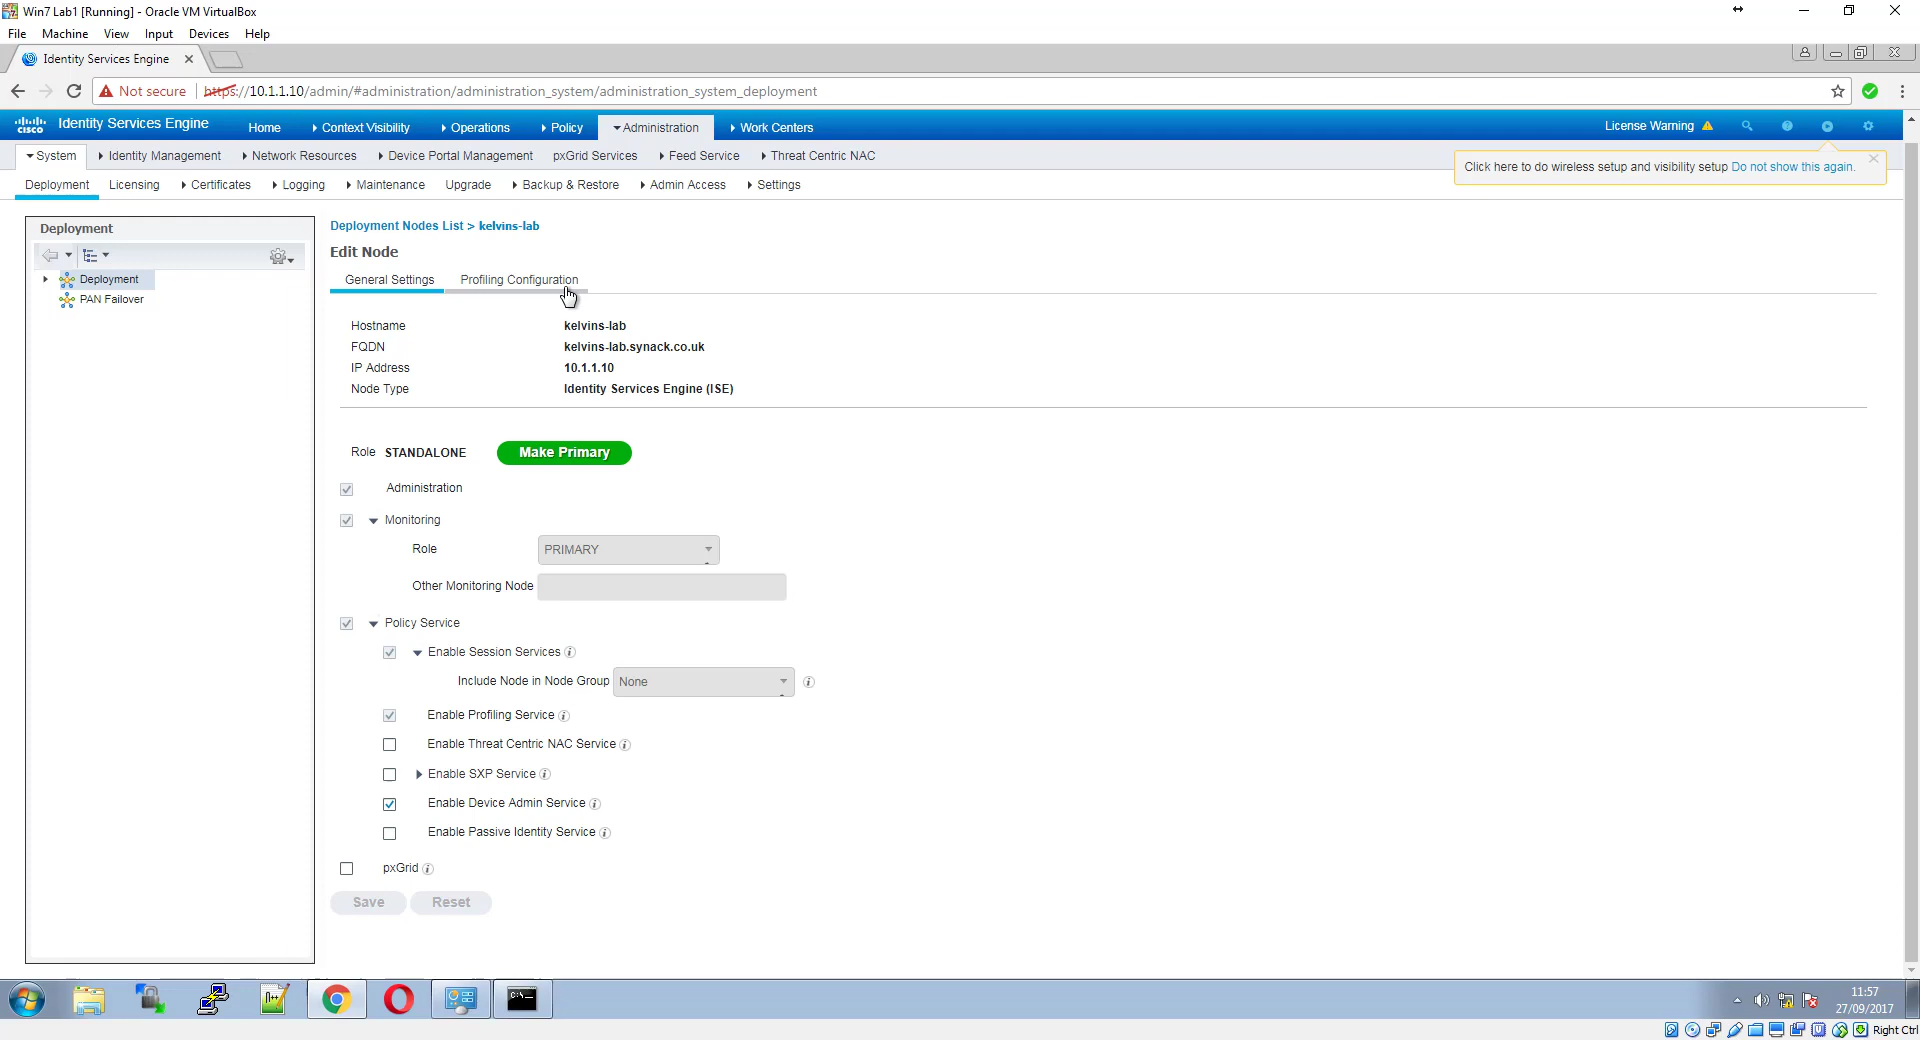 Win7 Lab1 [Running] - Oracle VM VirtualBox
File Machine View Input Devices Help
Identity Services Engine
Not secure https://10.1.1.10/admin/#administration/administration_system/administration_system_deployment
CISCO Identity Services Engine Home Context Visibility Operations Policy Administration Work Centers License Warning
System Identity Management Network Resources Device Portal Management pxGrid Services Feed Service Threat Centric NAC
Click here to do wireless setup and visibility setup Do not show this again.
Deployment Licensing Certificates Logging Maintenance Upgrade Backup & Restore Admin Access Settings
Deployment
Deployment
PAN Failover
Deployment Nodes List > kelvins-lab
Edit Node
General Settings Profiling Configuration
Hostname kelvins-lab
FQDN kelvins-lab.synack.co.uk
IP Address 10.1.1.10
Node Type Identity Services Engine (ISE)
Role STANDALONE Make Primary
Administration
Monitoring
Role PRIMARY
Other Monitoring Node
Policy Service
Enable Session Services
Include Node in Node Group None
Enable Profiling Service
Enable Threat Centric NAC Service
Enable SXP Service
Enable Device Admin Service
Enable Passive Identity Service
pxGrid
Save Reset
11:57
27/09/2017
Right Ctrl